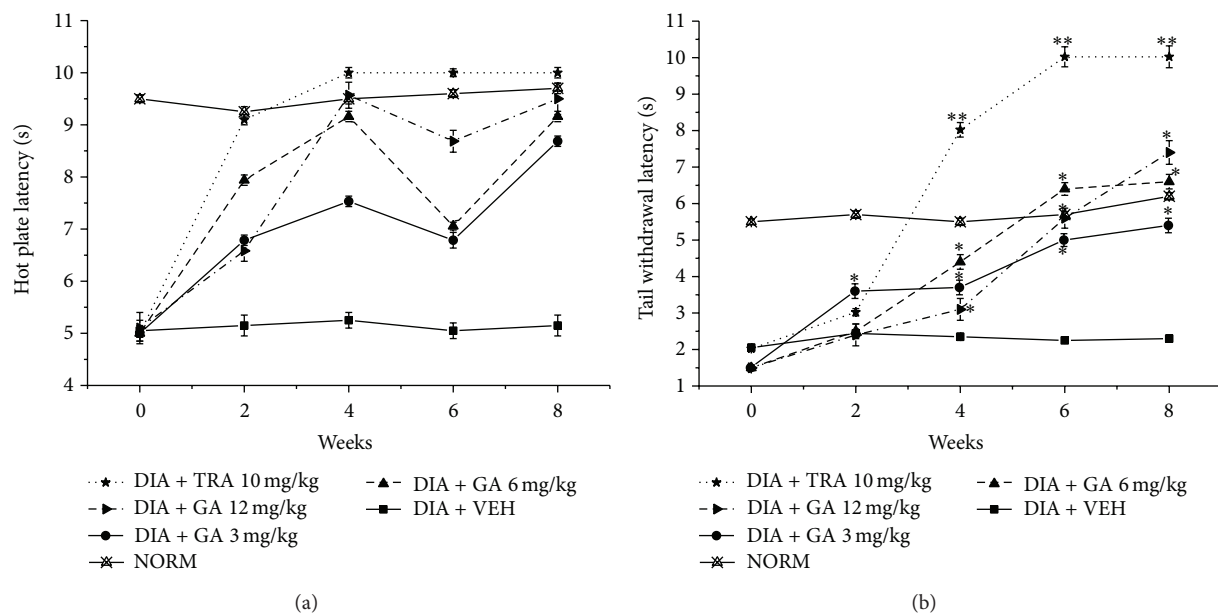 11
10
9
8
7
6
5
4
Hot plate latency (s)
0 2 4 6 8
Weeks
DIA + TRA 10 mg/kg
DIA + GA 12 mg/kg
DIA + GA 3 mg/kg
NORM
DIA + GA 6 mg/kg
DIA + VEH
(a)
11
10
9
8
7
6
5
4
3
2
1
Tail withdrawal latency (s)
**
**
**
*
*
*
*
*
*
*
*
*
*
*
0 2 4 6 8
Weeks
DIA + TRA 10 mg/kg
DIA + GA 12 mg/kg
DIA + GA 3 mg/kg
NORM
DIA + GA 6 mg/kg
DIA + VEH
(b)